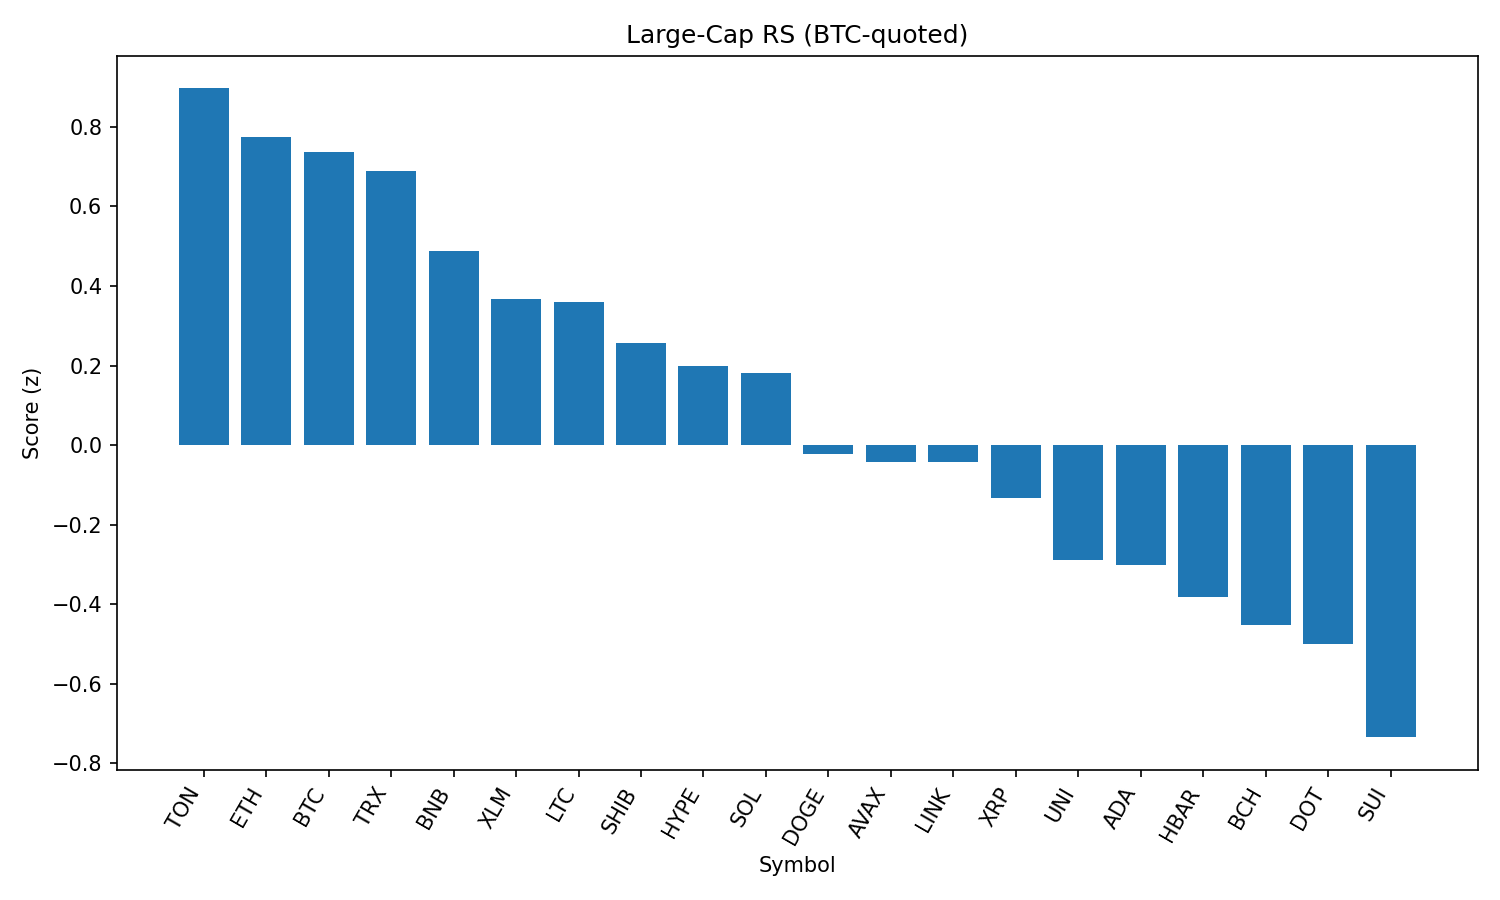 Large-Cap RS (BTC-quoted)
Score (z)
0.8
0.6
0.4
0.2
0.0
−0.2
−0.4
−0.6
−0.8
TON ETH BTC TRX BNB XLM LTC SHIB HYPE SOL DOGE AVAX LINK XRP UNI ADA HBAR BCH DOT SUI
Symbol